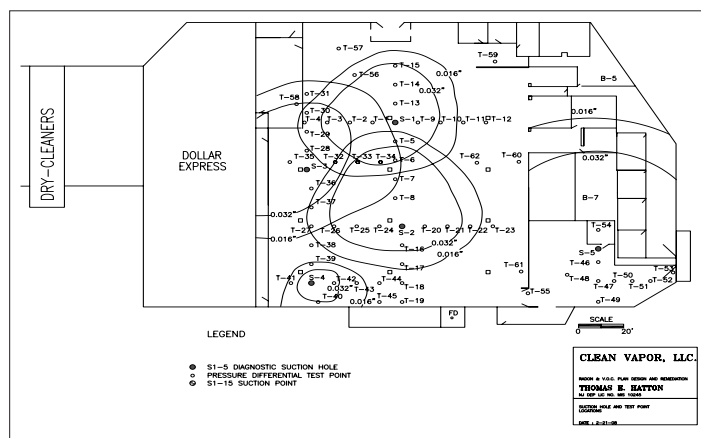 T-57
T-59
T-15
0.016"
T-56
B-5
T-31
T-14
0.032"
T-58
T-13
T-30
0.016"
T-4
T-3
T-2
T-1
S-1
T-9
T-10
T-11
T-12
T-29
T-5
DRY-CLEANERS
DOLLAR
EXPRESS
T-28
T-35
T-32
T-33
T-34
T-6
T-62
T-60
0.032"
S-3
T-7
T-36
T-8
B-7
T-37
0.032"
T-27
T-26
T-25
T-24
S-2
T-20
T-21
T-22
T-23
T-54
0.016"
T-38
T-16
0.032"
S-5
0.016"
T-39
T-17
T-46
T-61
T-53
T-41
S-4
T-42
T-44
T-48
T-50
0.032"
T-43
T-18
T-47
T-51
T-52
T-40
0.016"
T-45
T-19
T-55
T-49
FD
SCALE
0
20'
LEGEND
S1-5 DIAGNOSTIC SUCTION HOLE
PRESSURE DIFFERENTIAL TEST POINT
S1-15 SUCTION POINT
CLEAN VAPOR, LLC.
RADON & V.O.C. PLAN DESIGN AND REMEDIATION
THOMAS E. HATTON
NJ DEP LIC NO. MIS 10245
SUCTION HOLE AND TEST POINT
LOCATIONS
DATE : 2-21-08